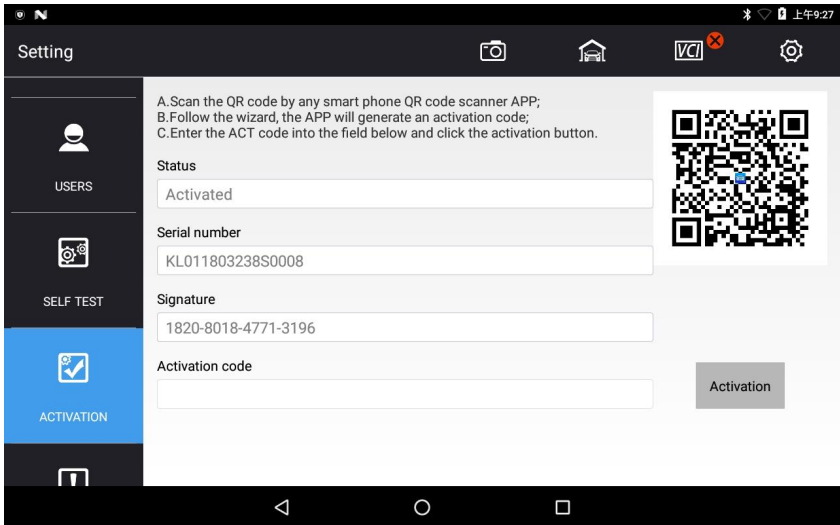 上午9:27
Setting
VCI
A.Scan the QR code by any smart phone QR code scanner APP;
B.Follow the wizard, the APP will generate an activation code;
C.Enter the ACT code into the field below and click the activation button.
USERS
Status
Activated
Serial number
KL011803238S0008
SELF TEST
Signature
1820-8018-4771-3196
Activation code
Activation
ACTIVATION